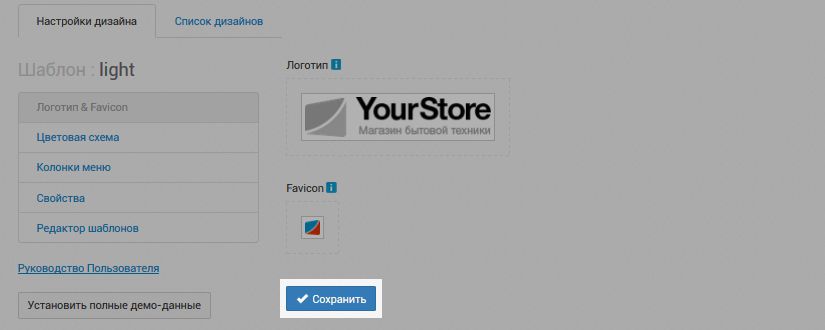 Настройки дизайна
Список дизайнов
Шаблон : light
Логотип & Favicon
Цветовая схема
Колонки меню
Свойства
Редактор шаблонов
Руководство Пользователя
Установить полные демо-данные
Логотип
YourStore
Магазин бытовой техники
Favicon
Сохранить